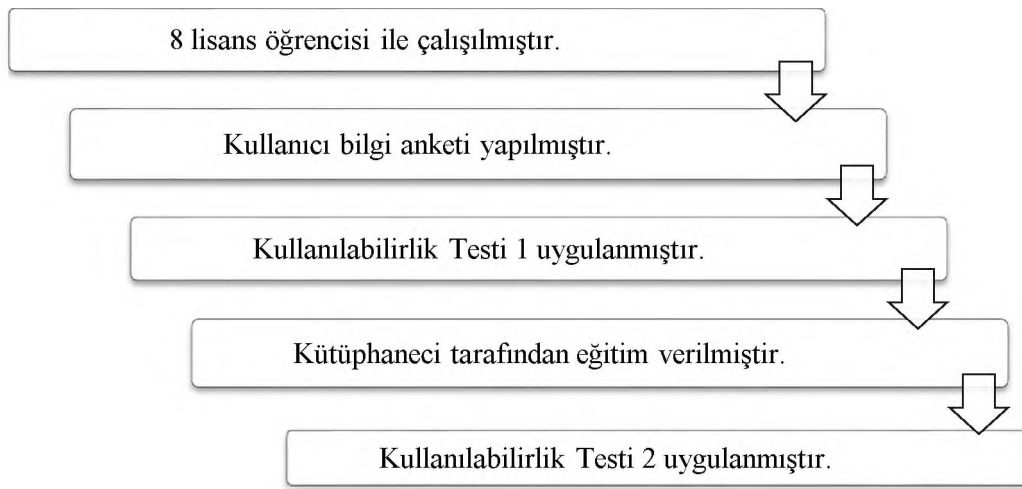 8 lisans öğrencisi ile çalışılmıştır.
Kullanıcı bilgi anketi yapılmıştır.
Kullanılabilirlik Testi 1 uygulanmıştır.
Kütüphaneci tarafından eğitim verilmiştir.
Kullanılabilirlik Testi 2 uygulanmıştır.